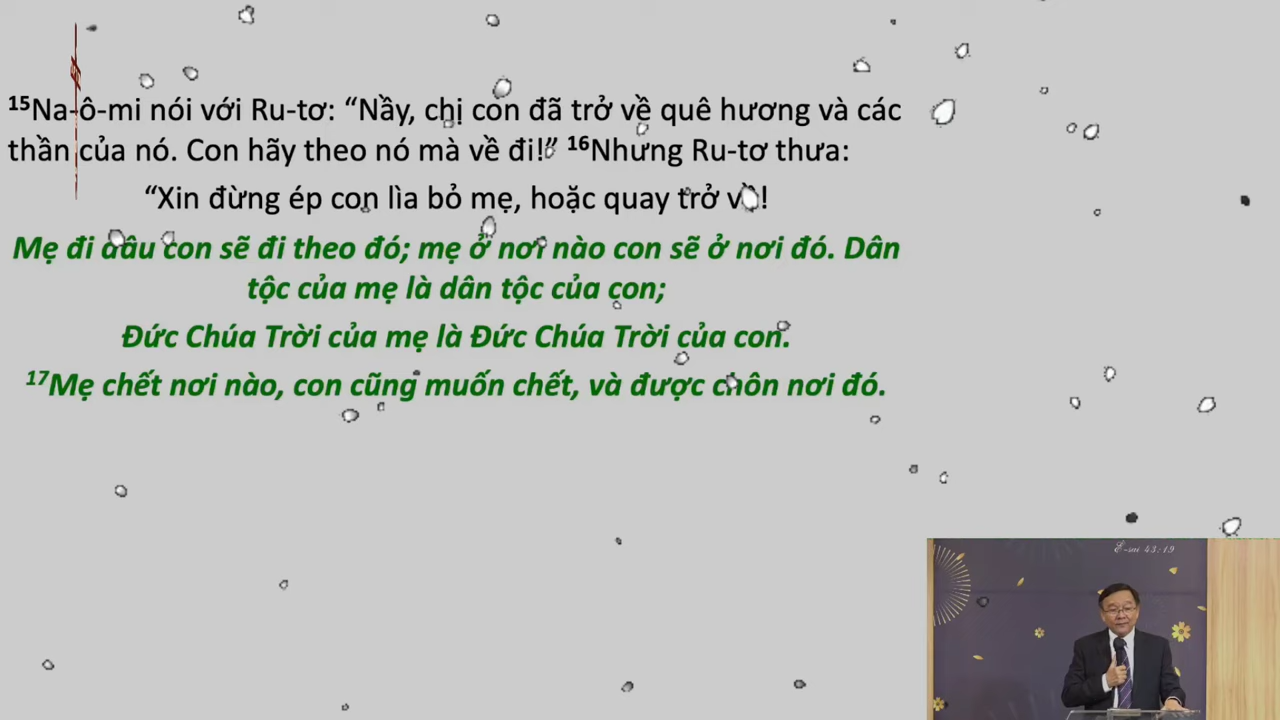 ¹⁵Na-ô-mi nói với Ru-tơ: “Nầy, chị con đã trở về quê hương và các
thần của nó. Con hãy theo nó mà về đi!” ¹⁶Nhưng Ru-tơ thưa:
“Xin đừng ép con lìa bỏ mẹ, hoặc quay trở về!
Mẹ đi đâu con sẽ đi theo đó; mẹ ở nơi nào con sẽ ở nơi đó. Dân
tộc của mẹ là dân tộc của con;
Đức Chúa Trời của mẹ là Đức Chúa Trời của con.
¹⁷Mẹ chết nơi nào, con cũng muốn chết, và được chôn nơi đó.
Ê-sai 43:19